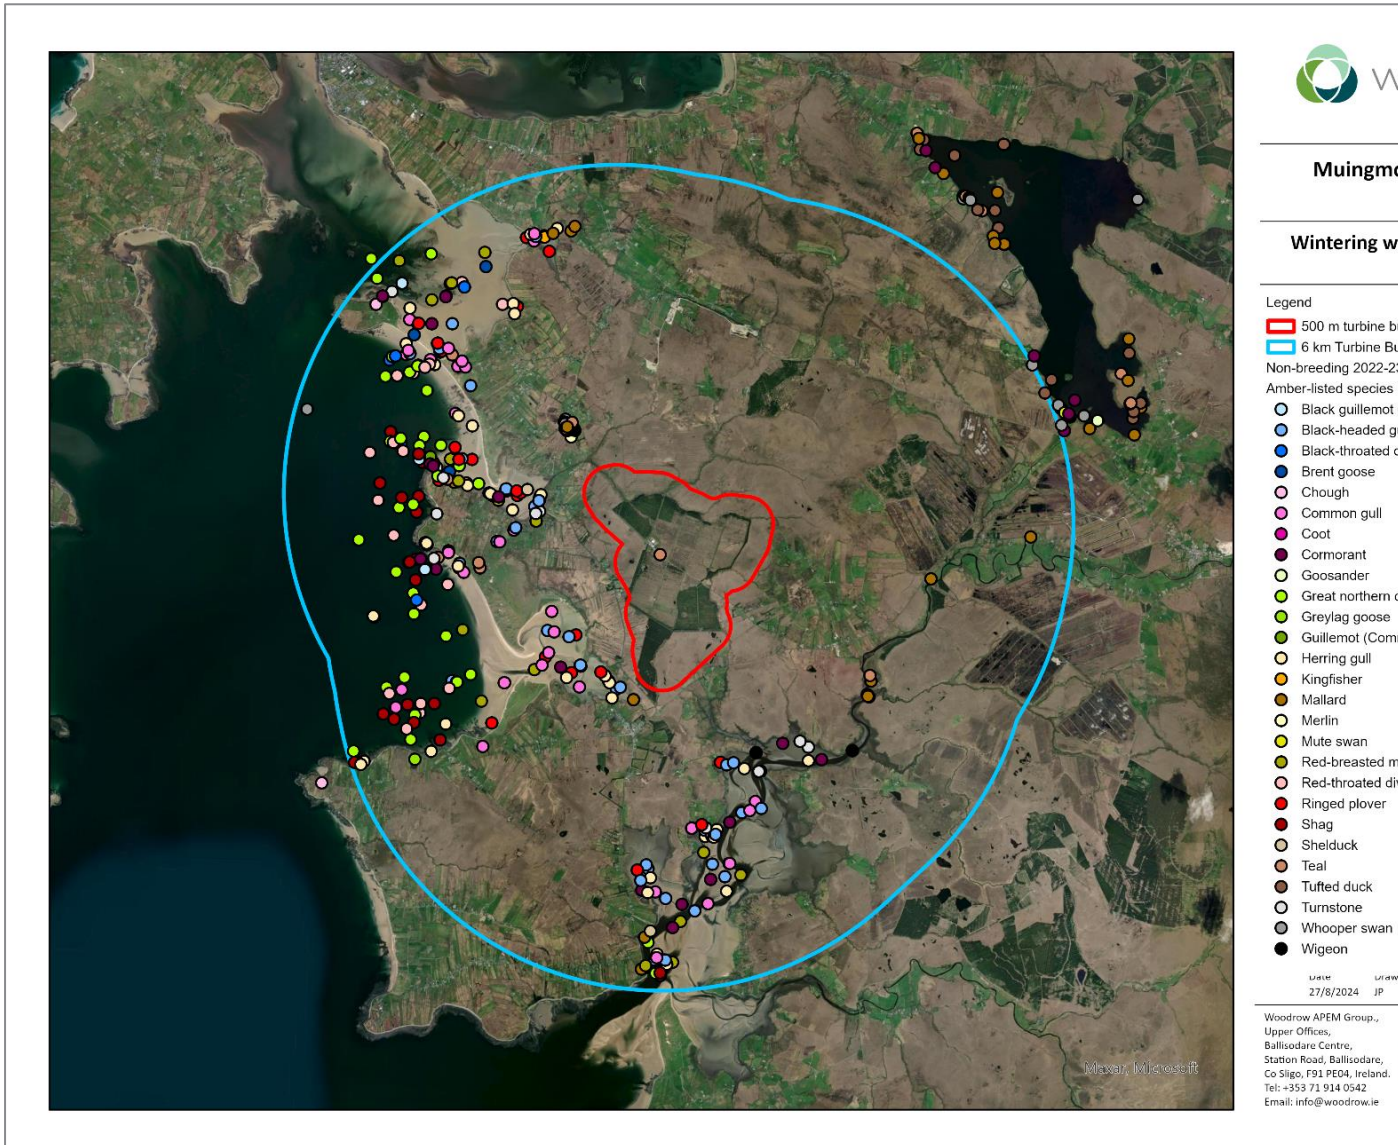 W
Muingmo
Wintering w
Legend
500 m turbine b
6 km Turbine Bu
Non-breeding 2022-23
Amber-listed species
Black guillemot
Black-headed g
Black-throated d
Brent goose
Chough
Common gull
Coot
Cormorant
Goosander
Great northern d
Greylag goose
Guillemot (Com
Herring gull
Kingfisher
Mallard
Merlin
Mute swan
Red-breasted m
Red-throated div
Ringed plover
Shag
Shelduck
Teal
Tufted duck
Turnstone
Whooper swan
Wigeon
Date Draw
27/8/2024 JP
Woodrow APEM Group.,
Upper Offices,
Ballisodare Centre,
Station Road, Ballisodare,
Co Sligo, F91 PE04, Ireland.
Tel: +353 71 914 0542
Email: info@woodrow.ie
Maxar, Microsoft